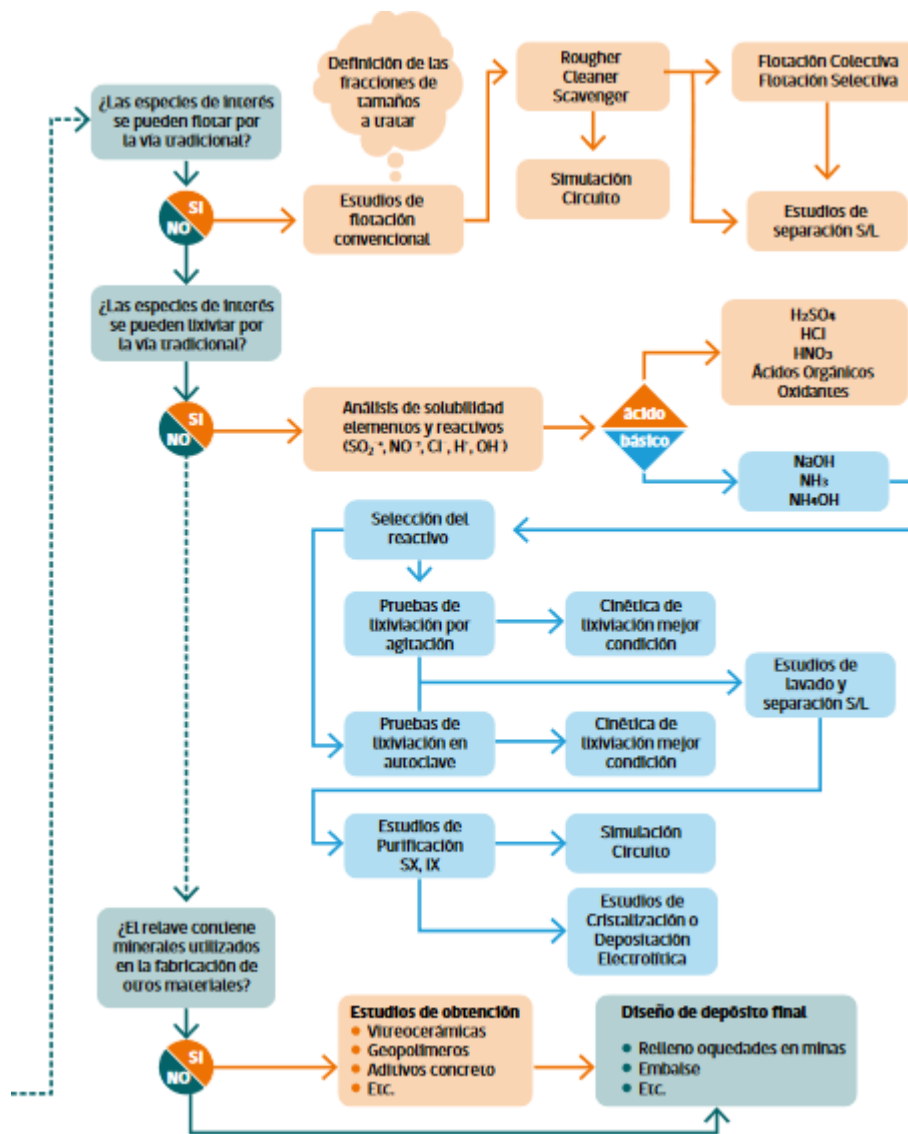 Definición de las
fracciones de
tamaños
a tratar
Rougher
Cleaner
Scavenger
Flotación Colectiva
Flotación Selectiva
¿Las especies de interés
se pueden flotar por
la vía tradicional?
Simulación
Circuito
SI
NO
Estudios de
flotación
convencional
Estudios de
separación S/L
¿Las especies de interés
se pueden lixiviar por
la vía tradicional?
H₂SO₄
HCl
HNO₃
Ácidos Orgánicos
Oxidantes
SI
NO
Análisis de solubilidad
elementos y reactivos
ácido
básico
NaOH
NH₃
NH₄OH
Selección del
reactivo
Pruebas de
lixiviación por
agitación
Cinética de
lixiviación mejor
condición
Estudios de
lavado y
separación S/L
Pruebas de
lixiviación en
autoclave
Cinética de
lixiviación mejor
condición
Estudios de
Purificación
SX, IX
Simulación
Circuito
Estudios de
Cristalización o
Depositación
Electrolítica
¿El relave contiene
minerales utilizados
en la fabricación de
otros materiales?
SI
NO
Estudios de obtención
• Vitreocerámicas
• Geopolímeros
• Aditivos concreto
• Etc.
Diseño de depósito final
• Relleno oquedades en minas
• Embalse
• Etc.